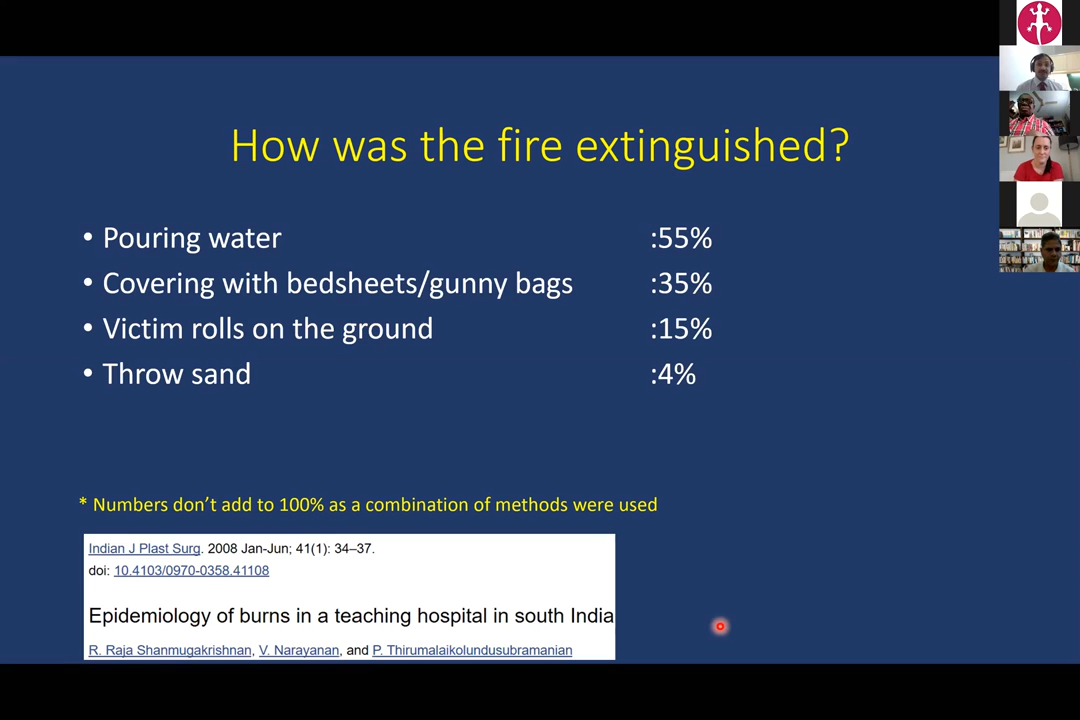 How was the fire extinguished?
• Pouring water :55%
• Covering with bedsheets/gunny bags :35%
• Victim rolls on the ground :15%
• Throw sand :4%
* Numbers don’t add to 100% as a combination of methods were used
Indian J Plast Surg. 2008 Jan-Jun; 41(1): 34–37.
doi: 10.4103/0970-0358.41108
Epidemiology of burns in a teaching hospital in south India
R. Raja Shanmugakrishnan, V. Narayanan, and P. Thirumalaikolundusubramanian